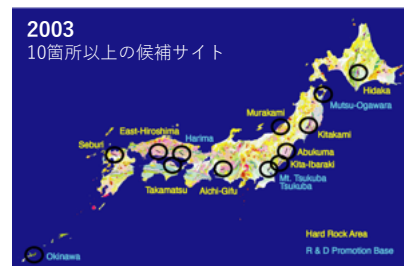 2003
10箇所以上の候補サイト
Hidaka
Mutsu-Ogawara
Murakami
Kitakami
East-Hiroshima
Harima
Seburi
Abukuma
Kita-Ibaraki
Mt. Tsukuba
Tsukuba
Takamatsu
Aichi-Gifu
Hard Rock Area
R & D Promotion Base
Okinawa